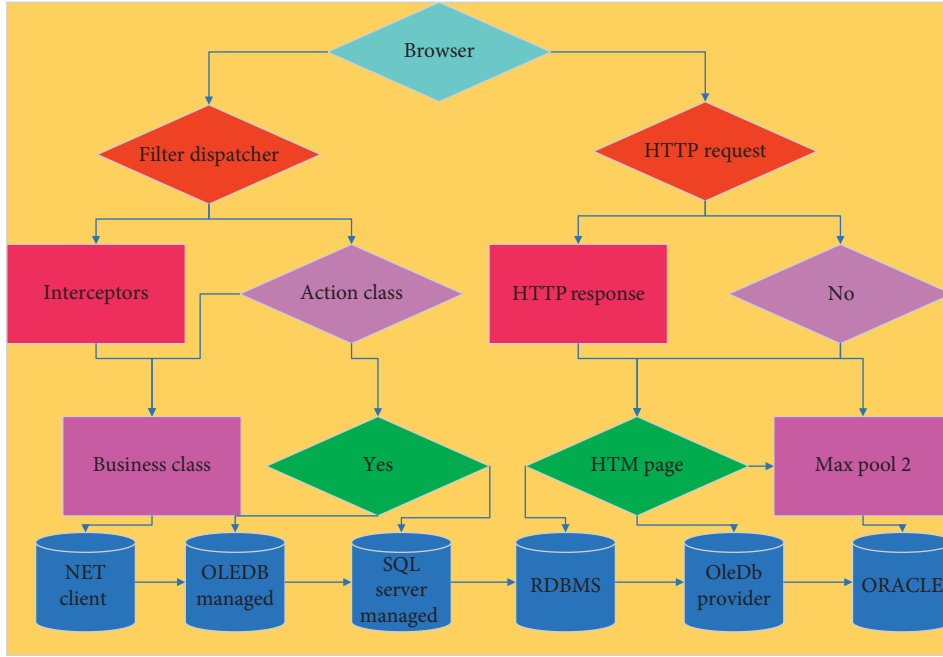 Browser
Filter dispatcher
HTTP request
Interceptors
Action class
HTTP response
No
Business class
Yes
HTM page
Max pool 2
NET
client
OLEDB
managed
SQL
server
managed
RDBMS
OleDb
provider
ORACLE